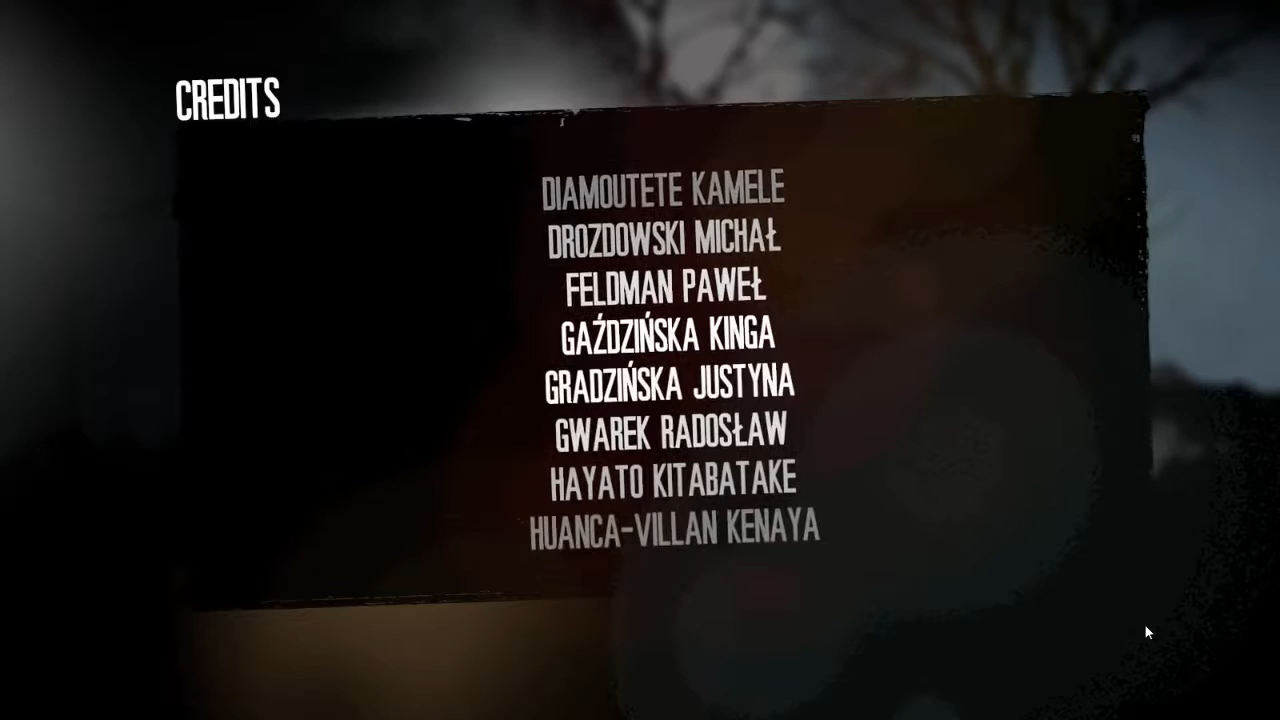 CREDITS
DIAMOUTETE KAMELE
DROZDOWSKI MICHAŁ
FELDMAN PAWEŁ
GAŹDZIŃSKA KINGA
GRADZIŃSKA JUSTYNA
GWAREK RADOSŁAW
HAYATO KITABATAKE
HUANCA-VILLAN KENAYA